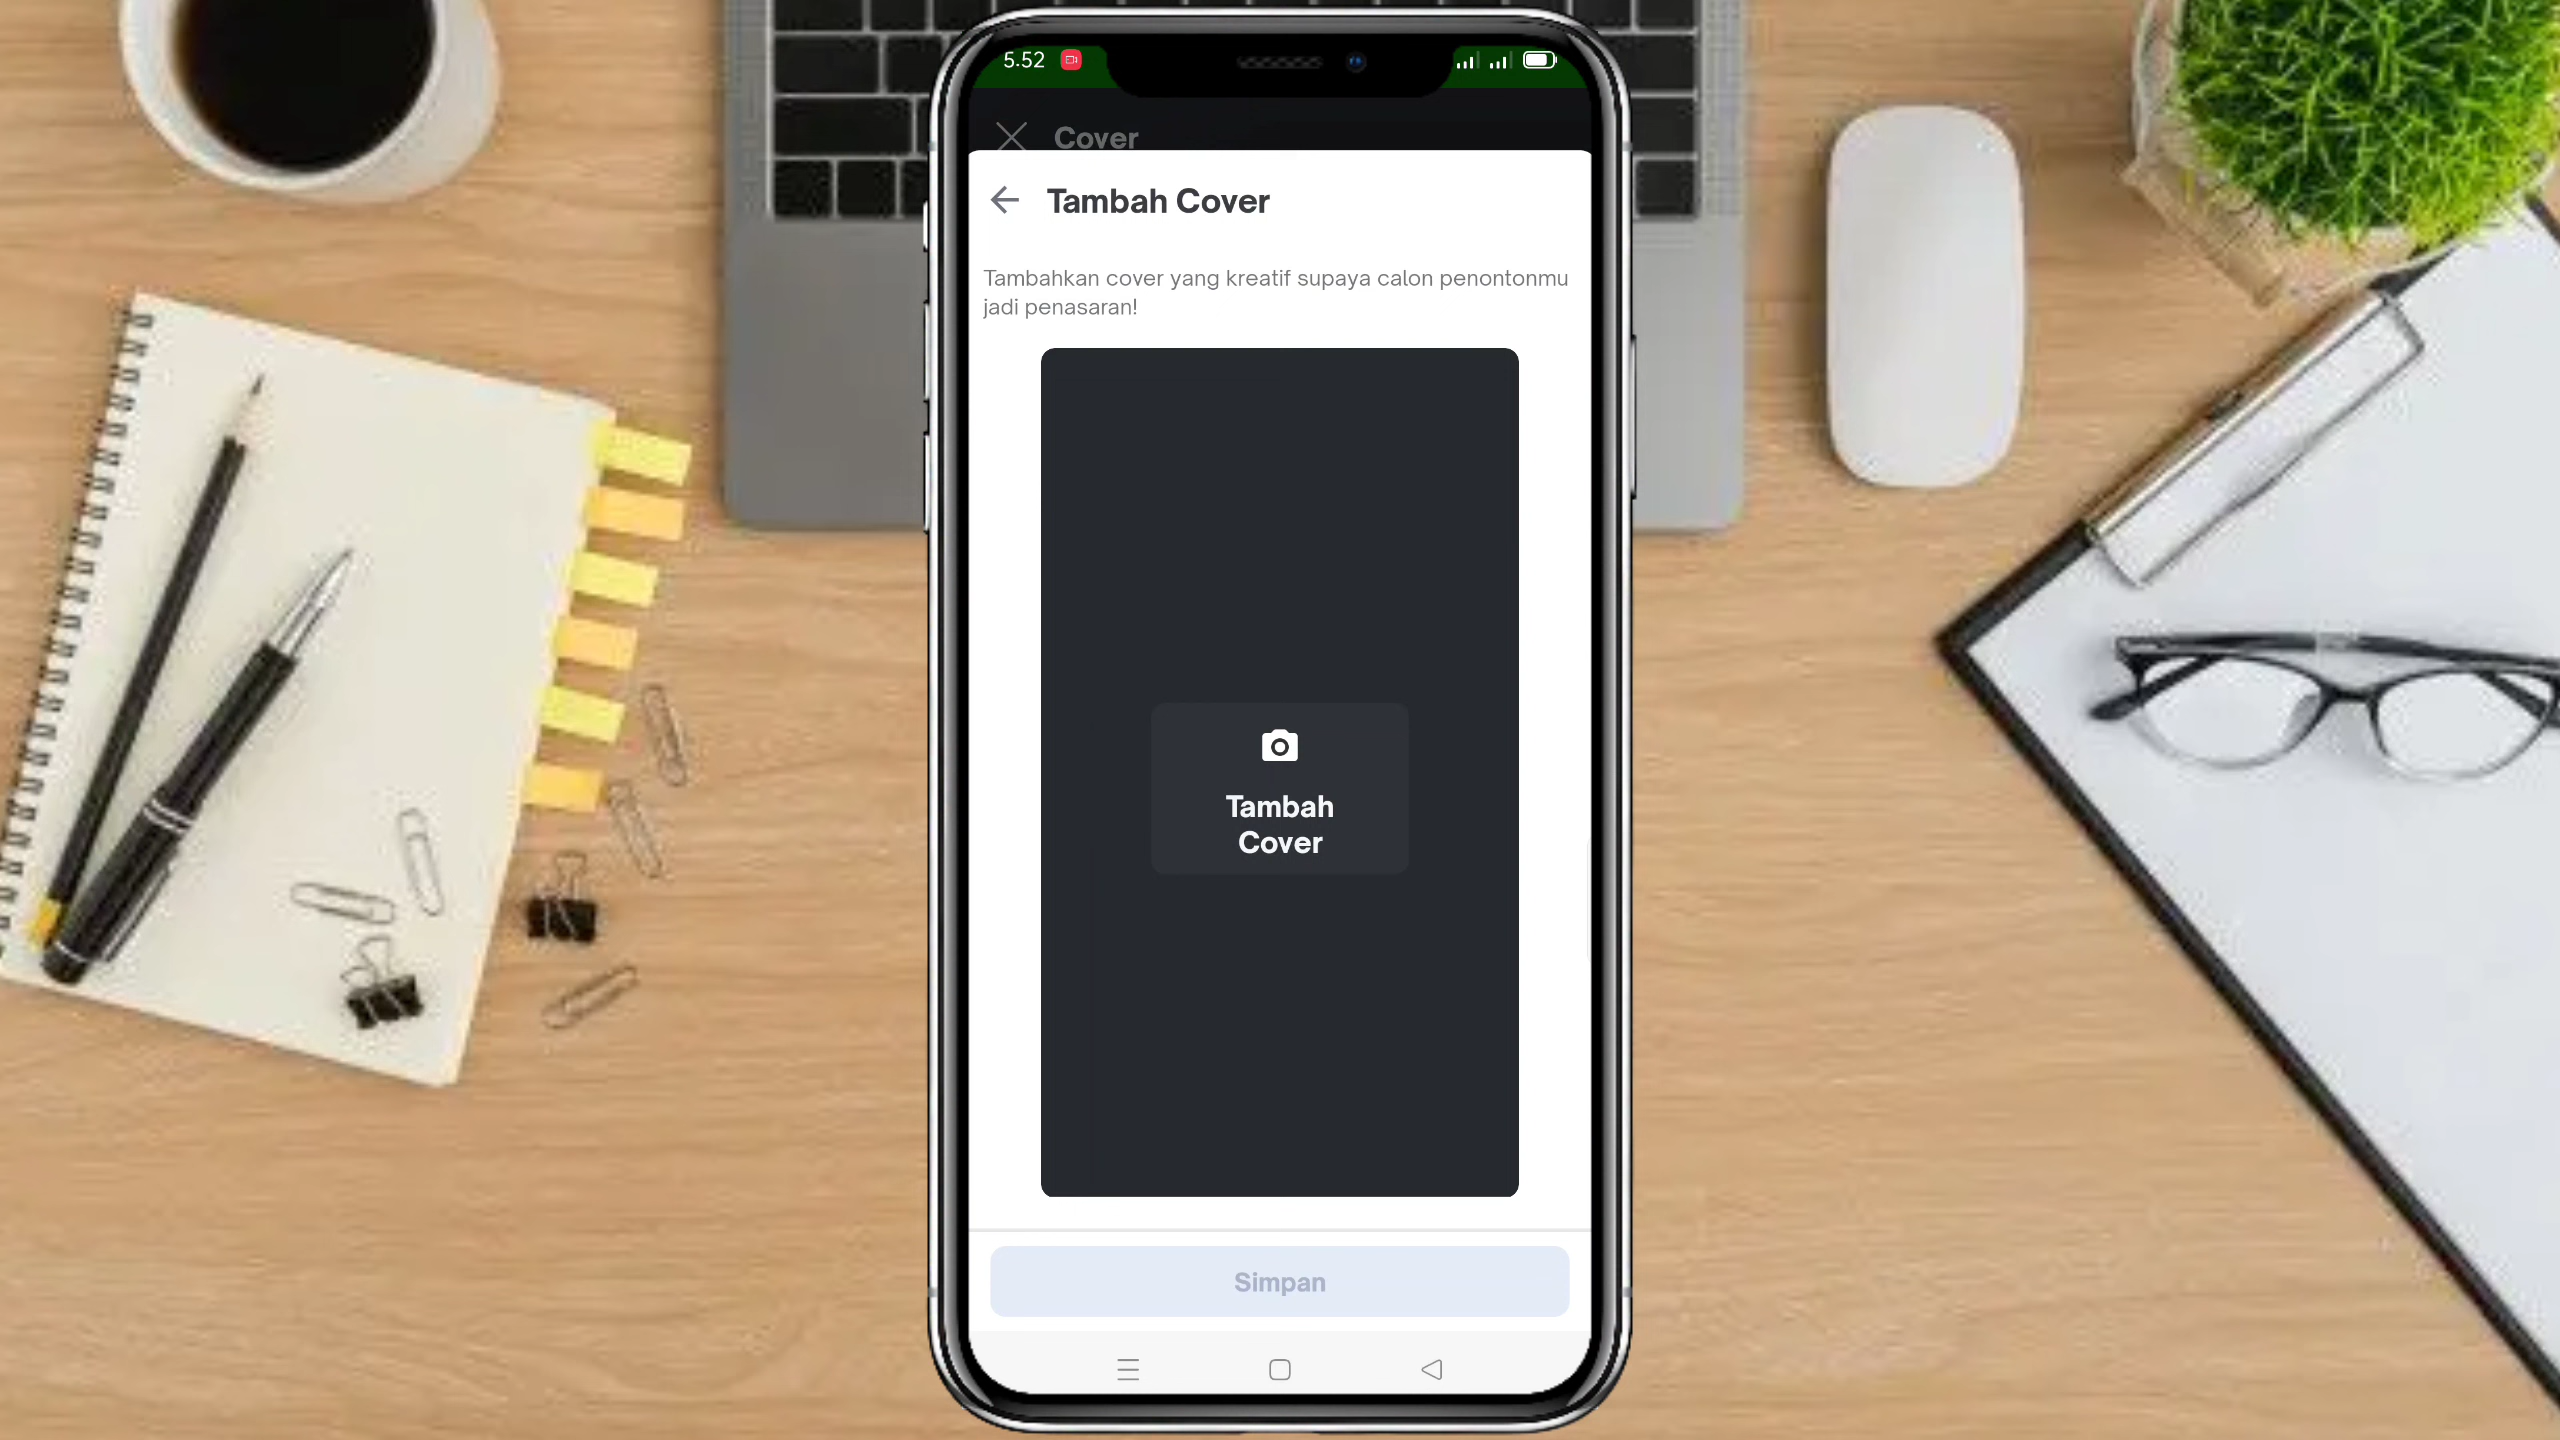 5.52
Cover
Tambah Cover
Tambahkan cover yang kreatif supaya calon penontonmu
jadi penasaran!
Tambah
Cover
Simpan